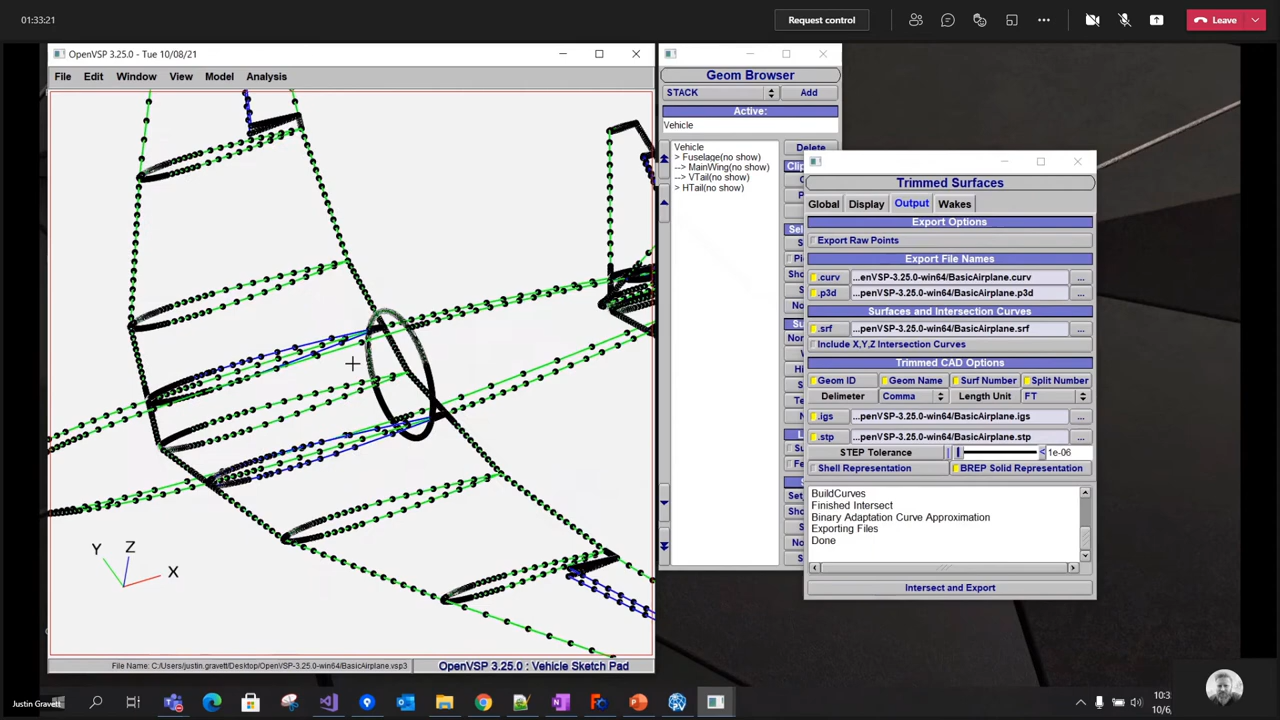 01:33:21
Request control
Leave
OpenVSP 3.25.0 - Tue 10/08/21
File Edit Window View Model Analysis
Y
Z
X
File Name: C:/Users/justin.gravett/Desktop/OpenVSP-3.25.0-win64/BasicAirplane.vsp3
OpenVSP 3.25.0 : Vehicle Sketch Pad
Geom Browser
STACK
Add
Active:
Vehicle
Vehicle
> Fuselage(no show)
--> MainWing(no show)
--> VTail(no show)
> HTail(no show)
Delete
Trimmed Surfaces
Global Display Output Wakes
Export Options
Export Raw Points
Export File Names
.curv ...enVSP-3.25.0-win64/BasicAirplane.curv ...
.p3d ...penVSP-3.25.0-win64/BasicAirplane.p3d ...
Surfaces and Intersection Curves
.srf ...penVSP-3.25.0-win64/BasicAirplane.srf ...
Include X,Y,Z Intersection Curves
Trimmed CAD Options
Geom ID Geom Name Surf Number Split Number
Delimeter Comma Length Unit FT
.igs ...penVSP-3.25.0-win64/BasicAirplane.igs ...
.stp ...penVSP-3.25.0-win64/BasicAirplane.stp ...
STEP Tolerance < 1e-06
Shell Representation BREP Solid Representation
BuildCurves
Finished Intersect
Binary Adaptation Curve Approximation
Exporting Files
Done
Intersect and Export
Justin Gravett
10:3
10/6/